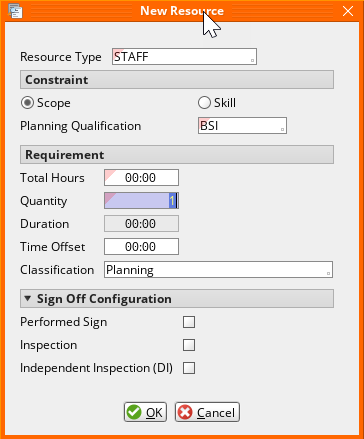 New Resource
Resource Type STAFF
Constraint
Scope Skill
Planning Qualification BSI
Requirement
Total Hours 00:00
Quantity 1
Duration 00:00
Time Offset 00:00
Classification Planning
Sign Off Configuration
Performed Sign
Inspection
Independent Inspection (DI)
OK Cancel